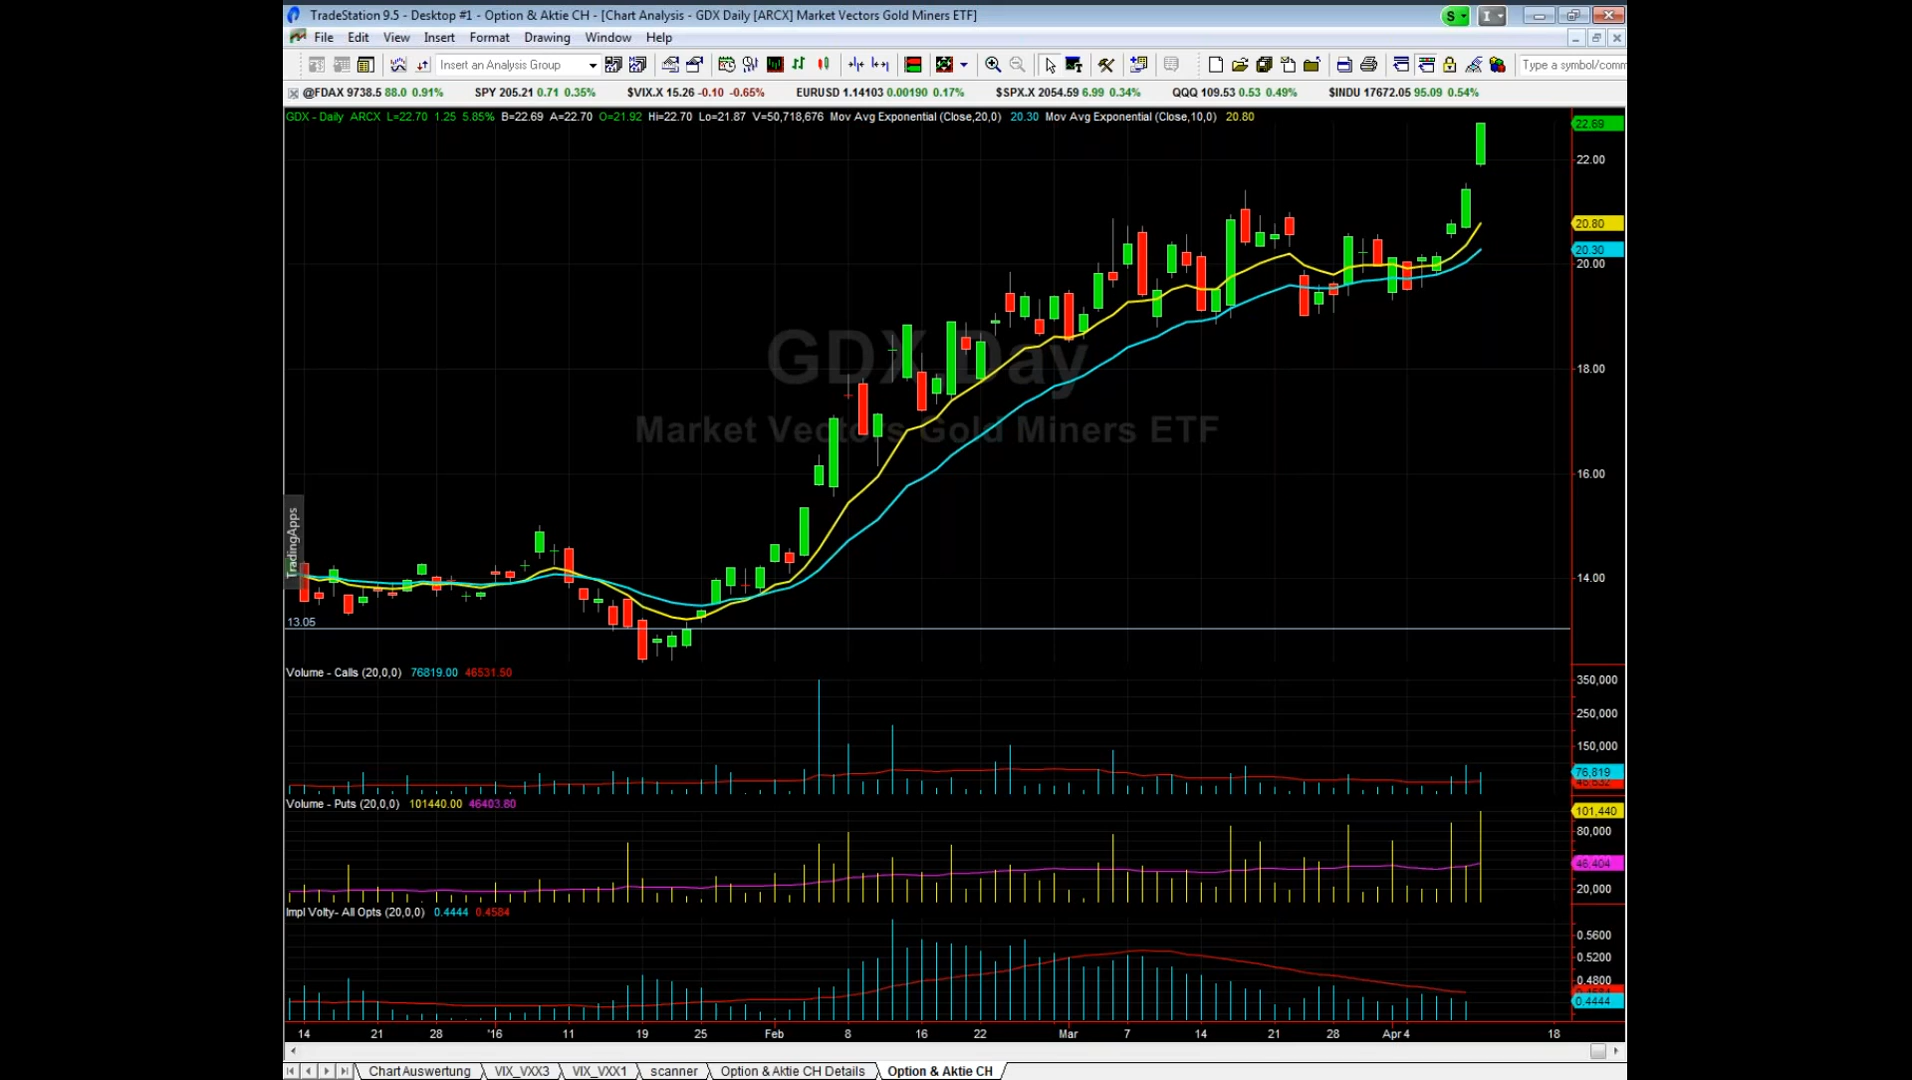 TradeStation 9.5 - Desktop #1 - Option & Aktie CH - [Chart Analysis - GDX Daily [ARCX] Market Vectors Gold Miners ETF]
S I
File Edit View Insert Format Drawing Window Help
Insert an Analysis Group
Type a symbol/comm
@FDAX 9738.5 88.0 0.91% SPY 205.21 0.71 0.35% $VIX.X 15.26 -0.10 -0.65% EURUSD 1.14103 0.00190 0.17% $SPX.X 2054.59 6.99 0.34% QQQ 109.53 0.53 0.49% $INDU 17672.05 95.09 0.54%
GDX - Daily ARCX L=22.70 1.25 5.85% B=22.69 A=22.70 O=21.92 Hi=22.70 Lo=21.87 V=50,718,676 Mov Avg Exponential (Close,20,0) 20.30 Mov Avg Exponential (Close,10,0) 20.80
22.69
22.00
20.80
20.30
20.00
GDX.Day
18.00
Market Vectors Gold Miners ETF
16.00
TradingApps
14.00
13.05
Volume - Calls (20,0,0) 76819.00 46531.50
350,000
250,000
150,000
76,819
Volume - Puts (20,0,0) 101440.00 46403.80
101,440
80,000
46,404
20,000
Impl Volty- All Opts (20,0,0) 0.4444 0.4584
0.5600
0.5200
0.4800
0.4444
14 21 28 '16 11 19 25 Feb 8 16 22 Mar 7 14 21 28 Apr 4 18
ChartAuswertung VIX_VXX3 VIX_VXX1 scanner Option & Aktie CH Details Option & Aktie CH